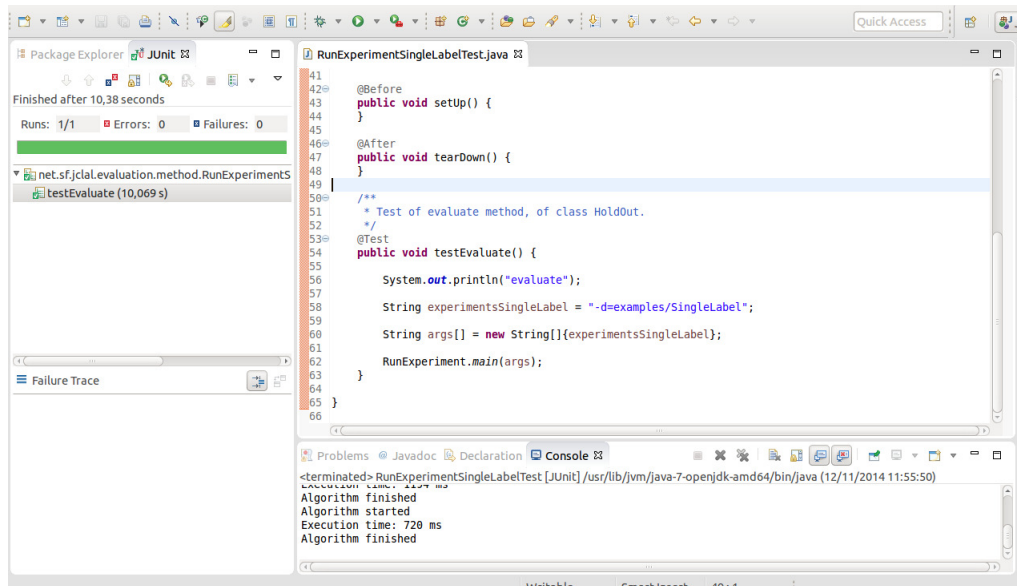 Quick Access
Package Explorer JUnit
RunExperimentSingleLabelTest.java
Finished after 10,38 seconds
Runs: 1/1 Errors: 0 Failures: 0
net.sf.jclal.evaluation.method.RunExperimentS
testEvaluate (10,069 s)
Failure Trace
41
42 @Before
43 public void setUp() {
44 }
45
46 @After
47 public void tearDown() {
48 }
49
50 /**
51 * Test of evaluate method, of class HoldOut.
52 */
53 @Test
54 public void testEvaluate() {
55
56 System.out.println("evaluate");
57
58 String experimentsSingleLabel = "-d=examples/SingleLabel";
59
60 String args[] = new String[]{experimentsSingleLabel};
61
62 RunExperiment.main(args);
63 }
64
65 }
66
Problems Javadoc Declaration Console
<terminated> RunExperimentSingleLabelTest [JUnit] /usr/lib/jvm/java-7-openjdk-amd64/bin/java (12/11/2014 11:55:50)
Execution time: 1194 ms
Algorithm finished
Algorithm started
Execution time: 720 ms
Algorithm finished